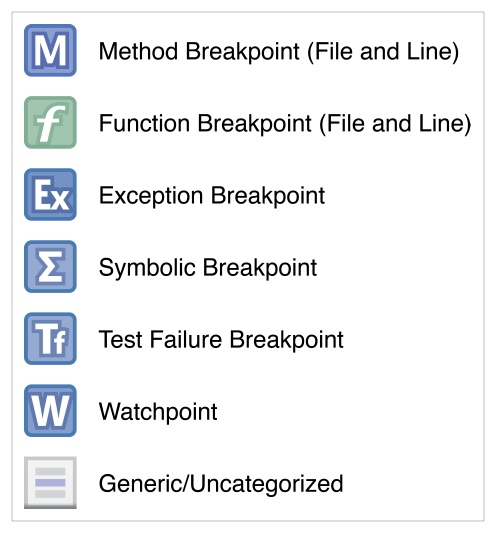 M Method Breakpoint (File and Line)
f Function Breakpoint (File and Line)
Ex Exception Breakpoint
Σ Symbolic Breakpoint
Tf Test Failure Breakpoint
W Watchpoint
Generic/Uncategorized